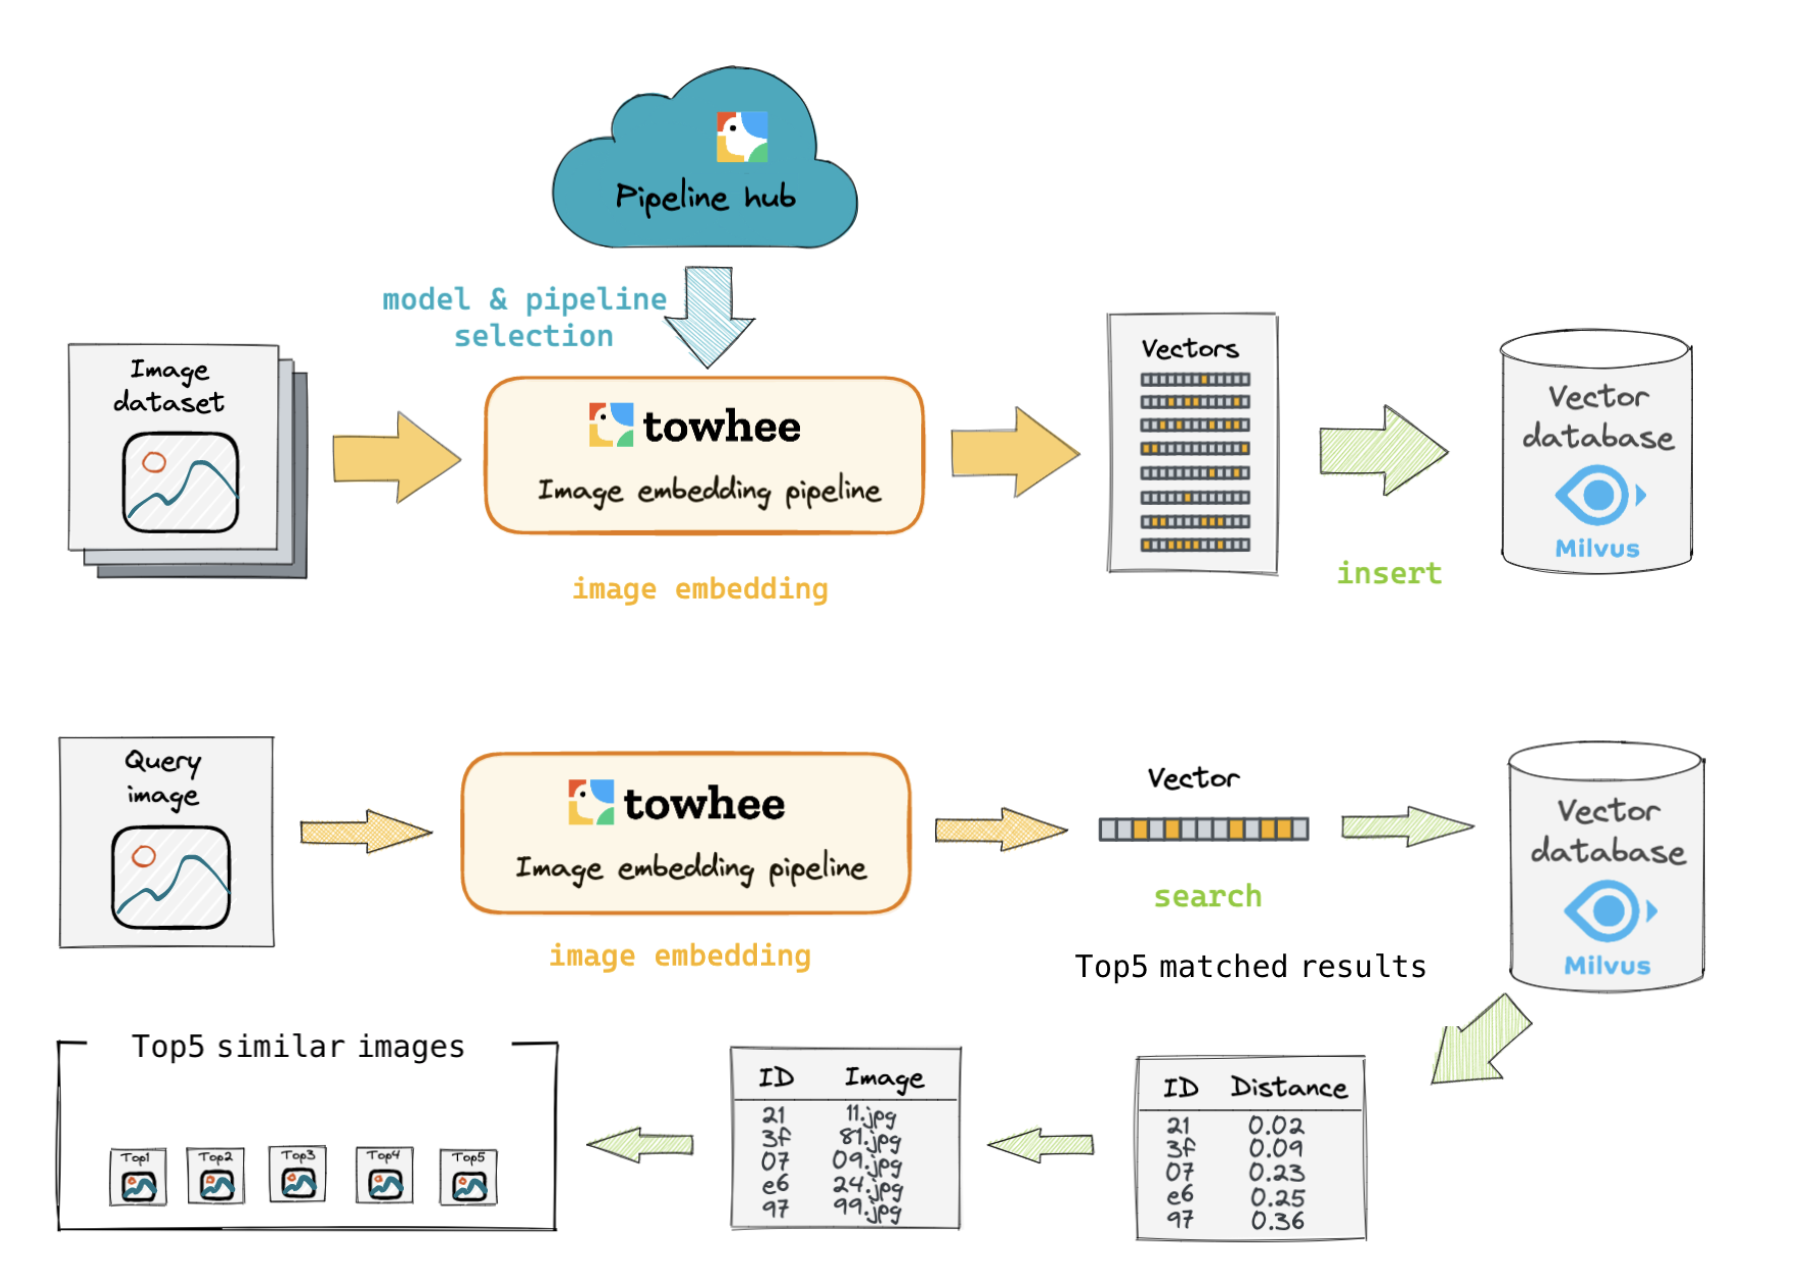 Pipeline hub
model & pipeline
selection
Image
dataset
towhee
Image embedding pipeline
image embedding
Vectors
insert
Vector
database
Milvus
Query
image
towhee
Image embedding pipeline
image embedding
Vector
search
Top5 matched results
Vector
database
Milvus
Top5 similar images
Top1 Top2 Top3 Top4 Top5
ID Image
21 11.jpg
3f 81.jpg
07 09.jpg
e6 24.jpg
97 99.jpg
ID Distance
21 0.02
3f 0.09
07 0.23
e6 0.25
97 0.36